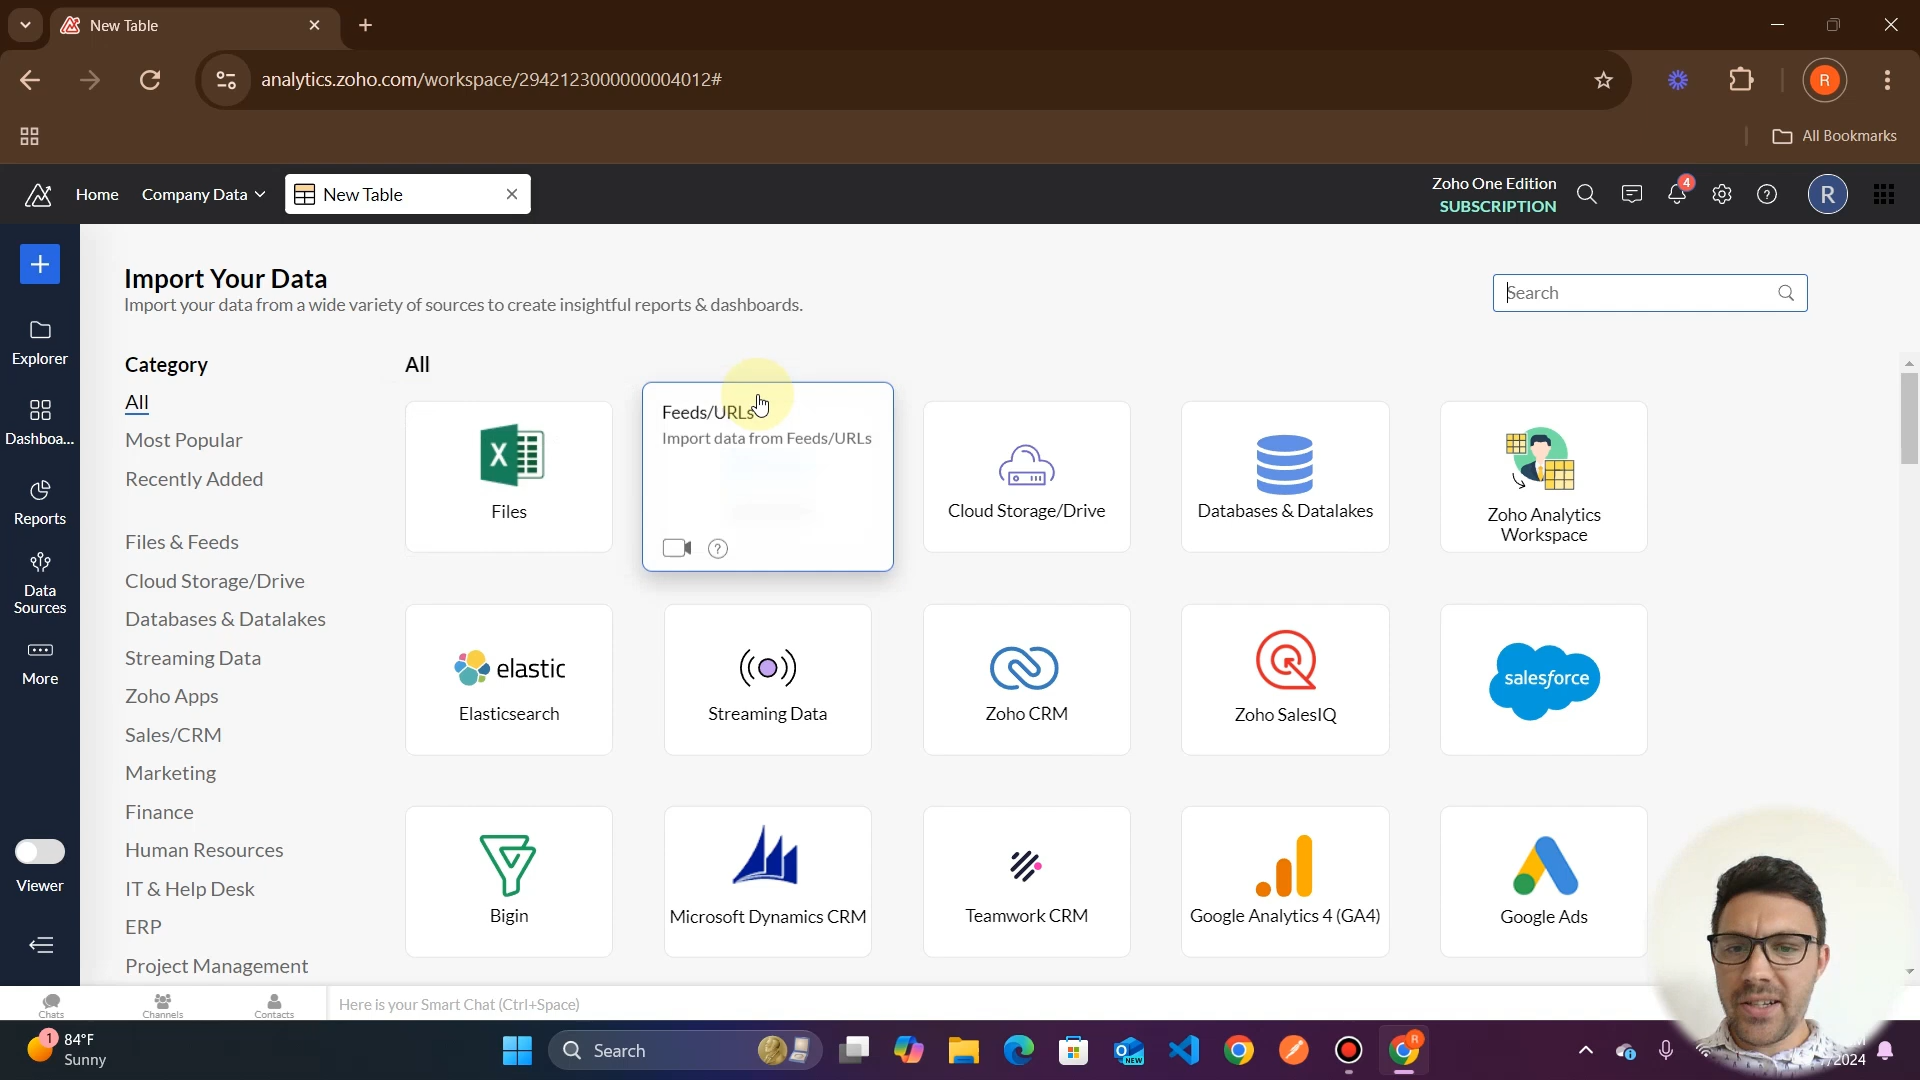 New Table
analytics.zoho.com/workspace/2942123000000004012#
R
All Bookmarks
Home
Company Data
New Table
Zoho One Edition
SUBSCRIPTION
4
R
Import Your Data
Import your data from a wide variety of sources to create insightful reports & dashboards.
Search
Explorer
Dashboa...
Reports
Data
Sources
More
Viewer
Category
All
Most Popular
Recently Added
Files & Feeds
Cloud Storage/Drive
Databases & Datalakes
Streaming Data
Zoho Apps
Sales/CRM
Marketing
Finance
Human Resources
IT & Help Desk
ERP
Project Management
All
Files
Feeds/URLs
Import data from Feeds/URLs
Cloud Storage/Drive
Databases & Datalakes
Zoho Analytics
Workspace
elastic
Elasticsearch
Streaming Data
Zoho CRM
Zoho SalesIQ
salesforce
Bigin
Microsoft Dynamics CRM
Teamwork CRM
Google Analytics 4 (GA4)
Google Ads
Chats
Channels
Contacts
Here is your Smart Chat (Ctrl+Space)
1
84°F
Sunny
Search
NEW
R